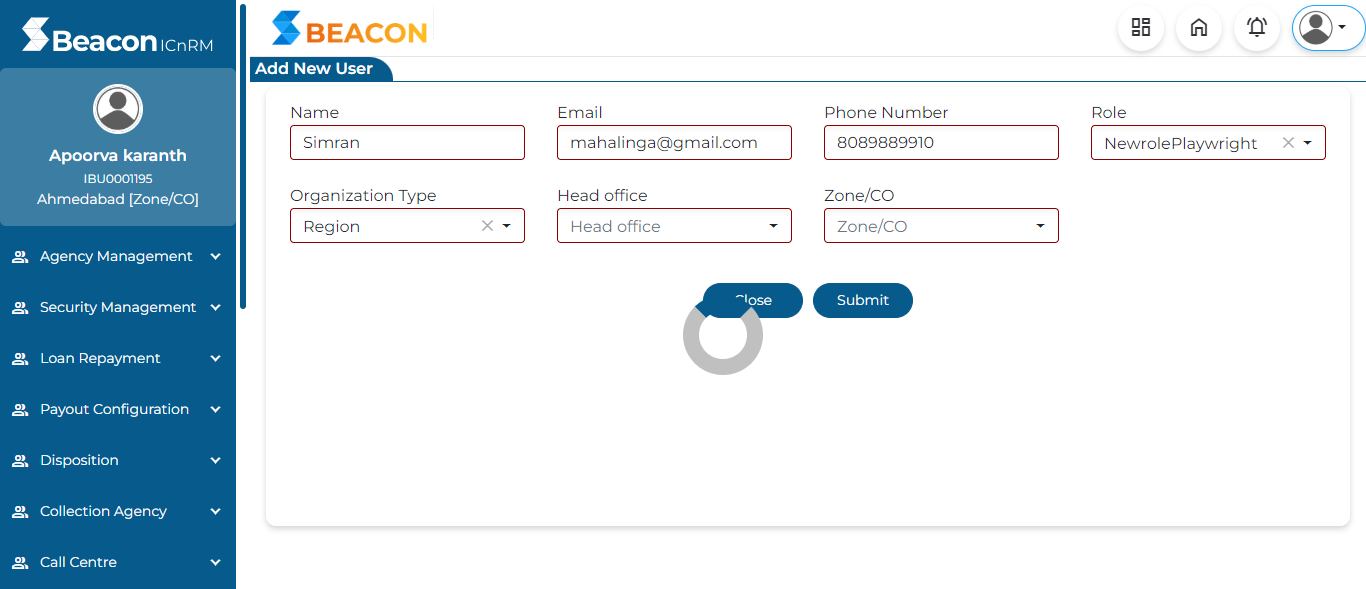 Beacon ICnRM
BEACON
Add New User
Apoorva karanth
IBU0001195
Ahmedabad [Zone/CO]
Agency Management
Security Management
Loan Repayment
Payout Configuration
Disposition
Collection Agency
Call Centre
Name
Simran
Email
mahalinga@gmail.com
Phone Number
8089889910
Role
NewrolePlaywright
Organization Type
Region
Head office
Head office
Zone/CO
Zone/CO
Close
Submit